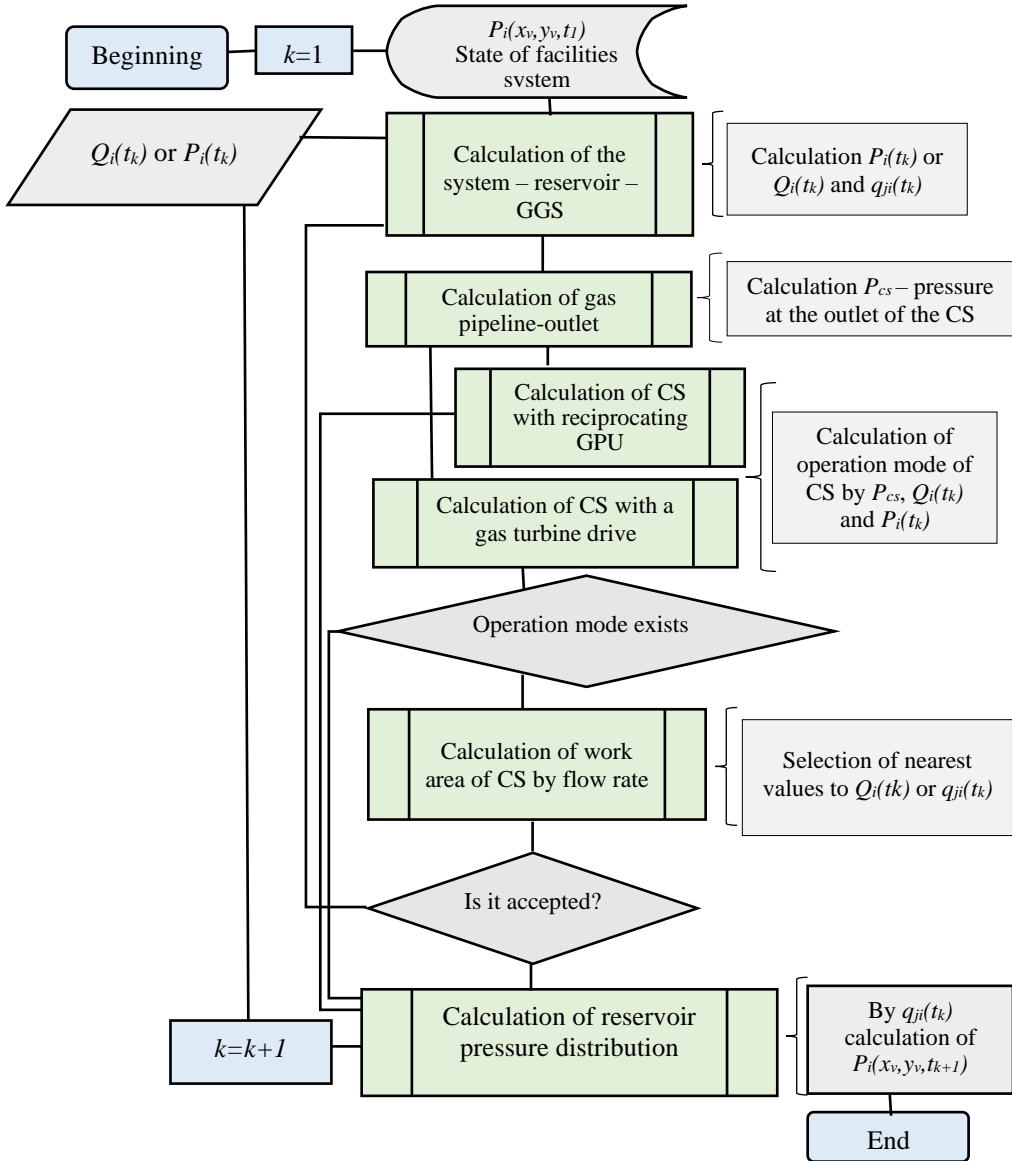 Beginning
k=1
Pi(xv,yv,t1)
State of facilities
svstem
Qi(tk) or Pi(tk)
Calculation of the
system – reservoir –
GGS
Calculation Pi(tk) or
Qi(tk) and qji(tk)
Calculation of gas
pipeline-outlet
Calculation Pcs – pressure
at the outlet of the CS
Calculation of CS
with reciprocating
GPU
Calculation of
operation mode of
CS by Pcs, Qi(tk)
and Pi(tk)
Calculation of CS with a
gas turbine drive
Operation mode exists
Calculation of work
area of CS by flow rate
Selection of nearest
values to Qi(tk) or qji(tk)
Is it accepted?
Calculation of reservoir
pressure distribution
By qji(tk)
calculation of
Pi(xv,yv,tk+1)
k=k+1
End